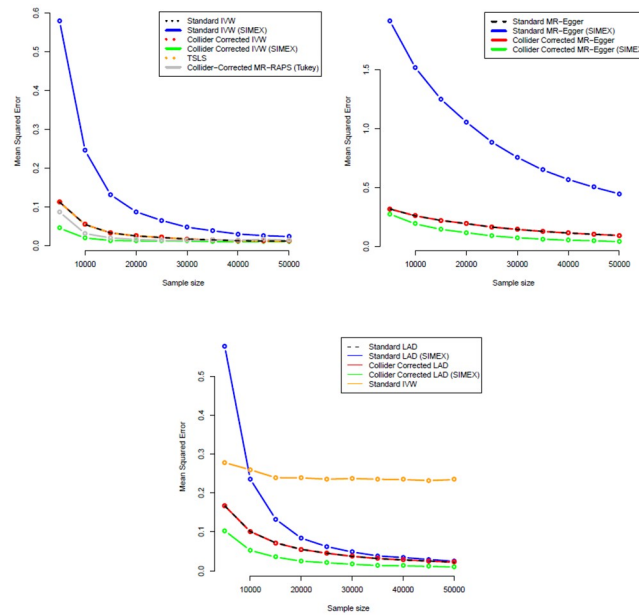 Standard IVW
Standard IVW (SIMEX)
Collider Corrected IVW
Collider Corrected IVW (SIMEX)
TSLS
Collider-Corrected MR-RAPS (Tukey)
Mean Squared Error
0.6
0.5
0.4
0.3
0.2
0.1
0.0
10000 20000 30000 40000 50000
Sample size
Standard MR-Egger
Standard MR-Egger (SIMEX)
Collider Corrected MR-Egger
Collider Corrected MR-Egger (SIMEX)
Mean Squared Error
1.5
1.0
0.5
0.0
10000 20000 30000 40000 50000
Sample size
Standard LAD
Standard LAD (SIMEX)
Collider Corrected LAD
Collider Corrected LAD (SIMEX)
Standard IVW
Mean Squared Error
0.5
0.4
0.3
0.2
0.1
0.0
10000 20000 30000 40000 50000
Sample size